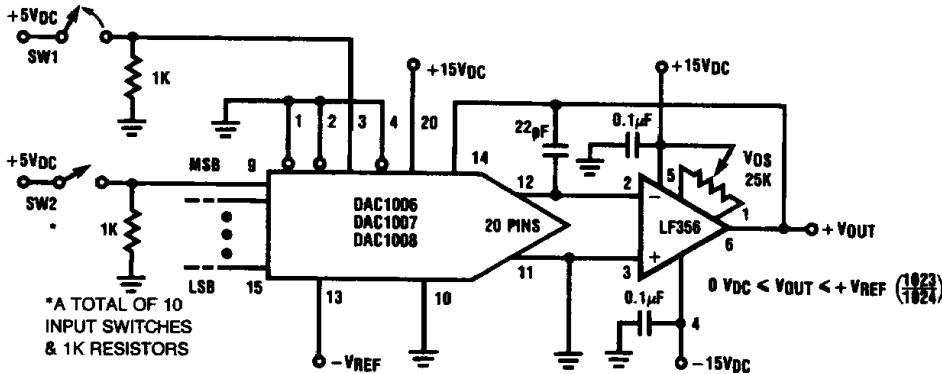 +5VDC
SW1
1K
+15VDC
+15VDC
1
2
3
4
20
0.1µF
22pF
14
VOS
25K
5
+5VDC
MSB
9
SW2
*
1K
DAC1006
DAC1007
DAC1008
20 PINS
12
2
−
LF356
1
6
+VOUT
+
3
11
LSB
15
13
10
0.1µF
4
0 VDC ≤ VOUT ≤ +VREF (1023/1024)
*A TOTAL OF 10
INPUT SWITCHES
& 1K RESISTORS
−VREF
−15VDC